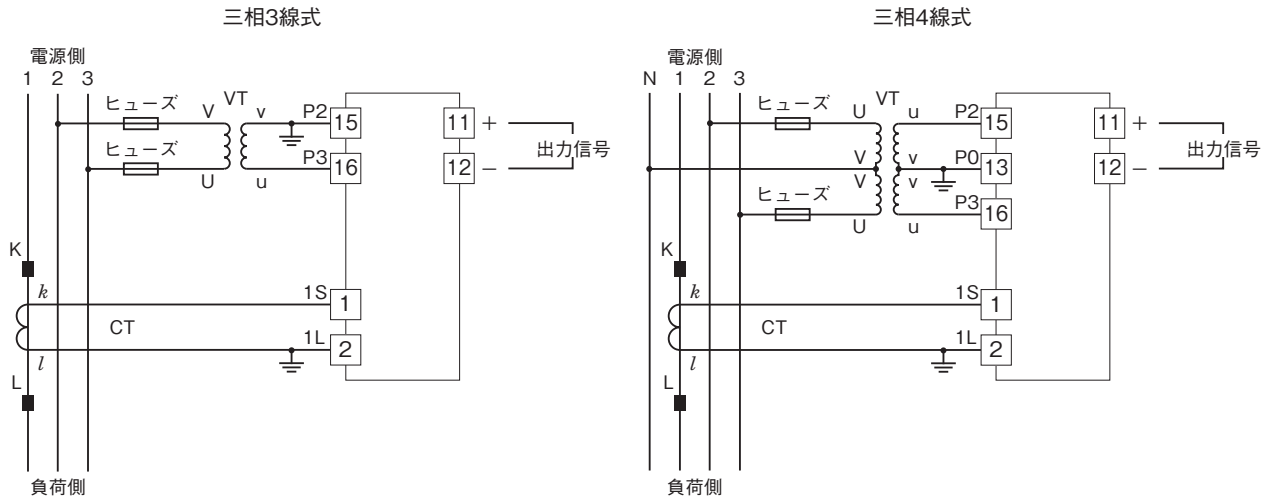 三相3線式
電源側
1 2 3
ヒューズ V VT v P2 15 11 +
出力信号
ヒューズ U u P3 16 12 −
K
k 1S 1
CT
l 1L 2
L
負荷側
三相4線式
電源側
N 1 2 3
ヒューズ U VT u P2 15 11 +
出力信号
V v P0 13 12 −
V v
ヒューズ U u P3 16
K
k 1S 1
CT
l 1L 2
L
負荷側